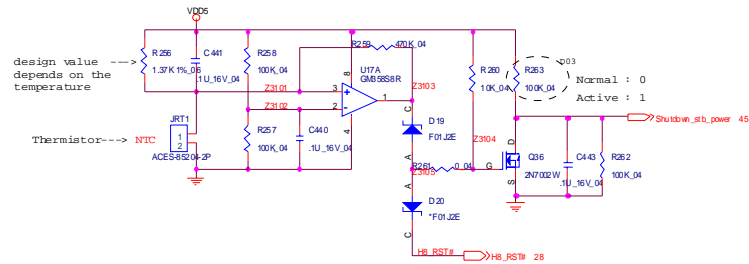 VDD5
R256
1.37K 1%_06
C441
.1U_16V_04
R258
100K_04
R259
470K_04
U17A
GM358S8R
R260
10K_04
R263
100K_04
D03
Normal : 0
Active : 1
design value
depends on the
temperature
--->
Z3101
Z3102
Z3103
8
3
2
1
4
+
-
JRT1
1
2
ACES-85204-2P
Thermistor---> NTC
R257
100K_04
C440
.1U_16V_04
C
D19
F01J2E
A
Z3104
Z3105
R261
0_04
G
D
S
Q36
2N7002W
C443
.1U_16V_04
R262
100K_04
Shutdown_stb_power 45
A
D20
*F01J2E
C
H8_RST#
H8_RST# 28